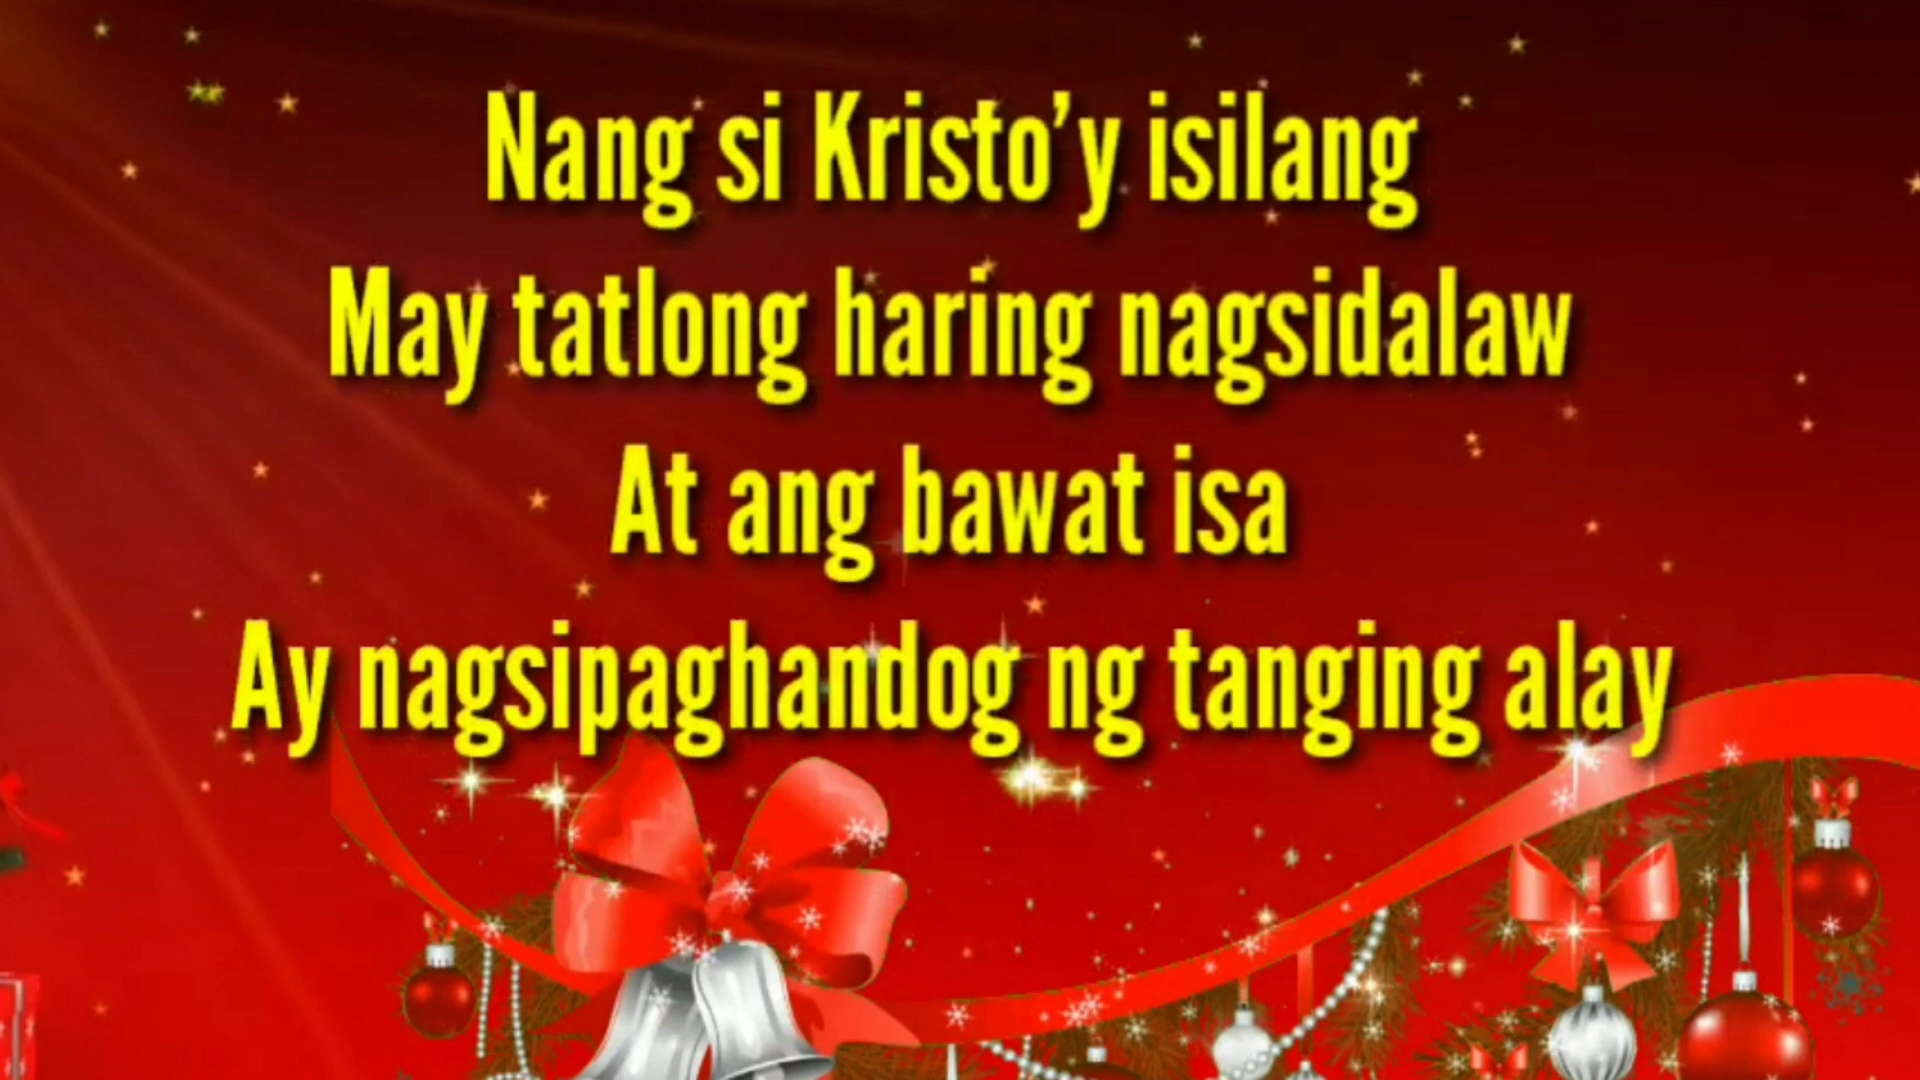 Nang si Kristo’y isilang
May tatlong haring nagsidalaw
At ang bawat isa
Ay nagsipaghandog ng tanging alay